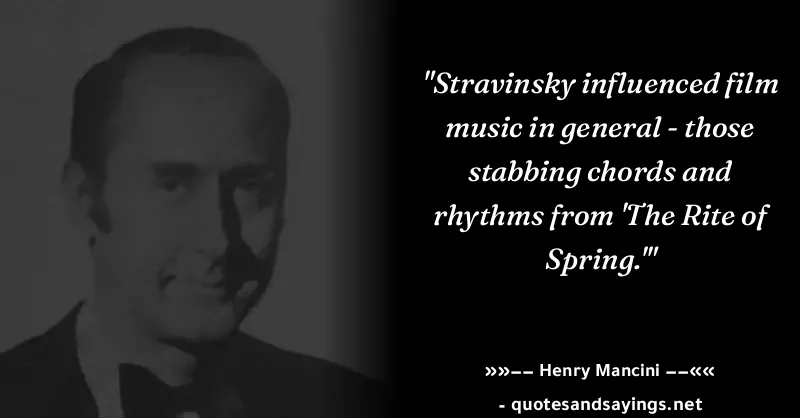 "Stravinsky influenced film
music in general - those
stabbing chords and
rhythms from 'The Rite of
Spring.'"
»»−− Henry Mancini −−««
- quotesandsayings.net